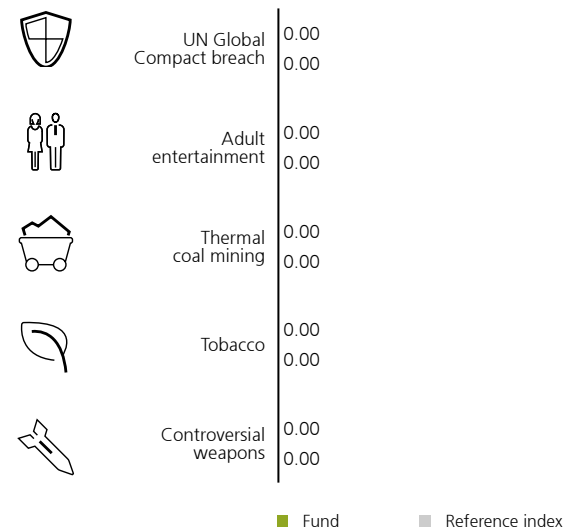 UN Global
Compact breach
0.00
0.00
Adult
entertainment
0.00
0.00
Thermal
coal mining
0.00
0.00
Tobacco
0.00
0.00
Controversial
weapons
0.00
0.00
Fund
Reference index